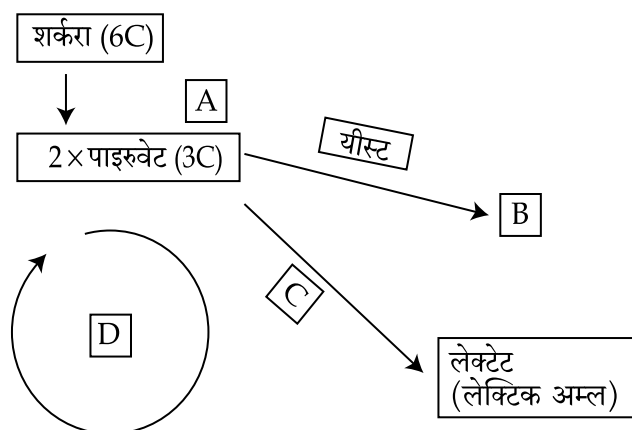 शर्करा (6C)
A
2×पाइरुवेट (3C)
यीस्ट
B
C
D
लेक्टेट
(लेक्टिक अम्ल)